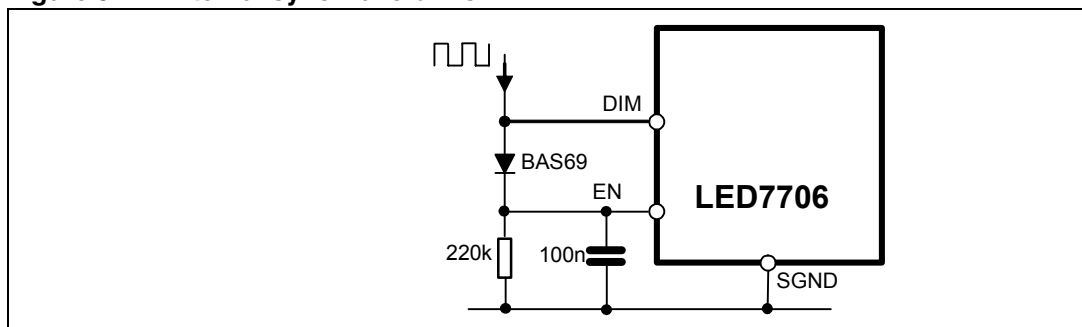 DIM
BAS69
EN
LED7706
220k
100n
SGND